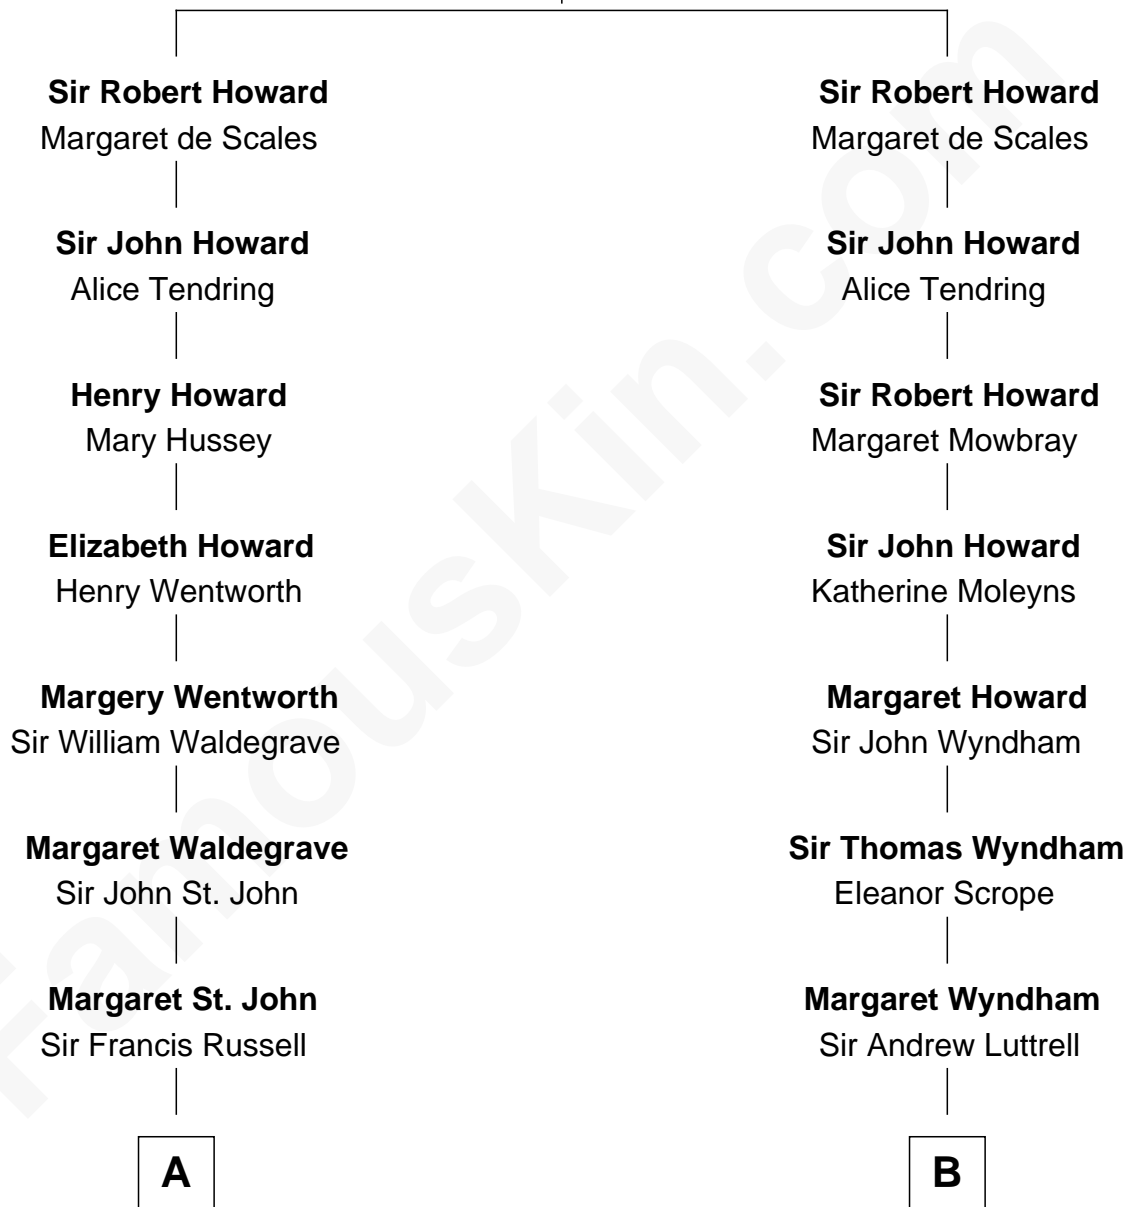 Sir Robert Howard
Margaret de Scales
Sir John Howard
Alice Tendring
Henry Howard
Mary Hussey
Elizabeth Howard
Henry Wentworth
Margery Wentworth
Sir William Waldegrave
Margaret Waldegrave
Sir John St. John
Margaret St. John
Sir Francis Russell
A
Sir Robert Howard
Margaret de Scales
Sir John Howard
Alice Tendring
Sir Robert Howard
Margaret Mowbray
Sir John Howard
Katherine Moleyns
Margaret Howard
Sir John Wyndham
Sir Thomas Wyndham
Eleanor Scrope
Margaret Wyndham
Sir Andrew Luttrell
B
FamousKin.com